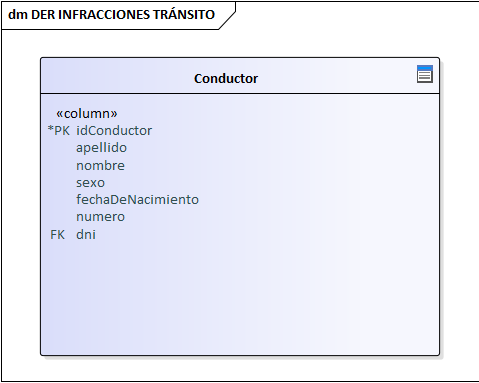 dm DER INFRACCIONES TRÁNSITO
Conductor
«column»
*PK idConductor
apellido
nombre
sexo
fechaDeNacimiento
numero
FK dni